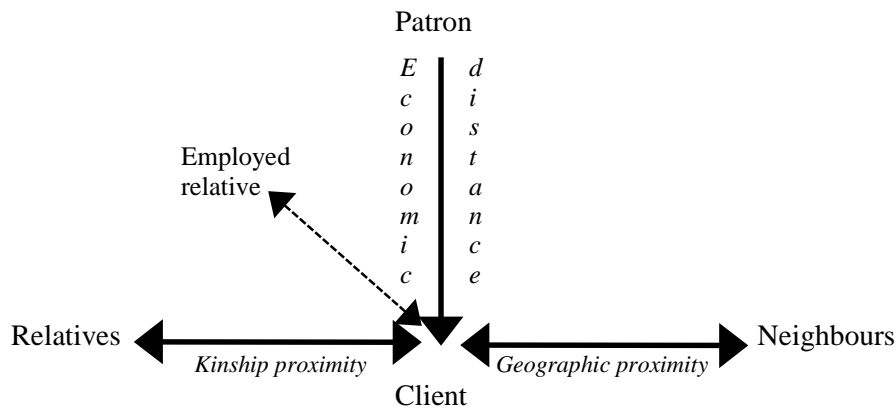 Patron
Economic
distance
Employed
relative
Relatives
Neighbours
Kinship proximity
Geographic proximity
Client